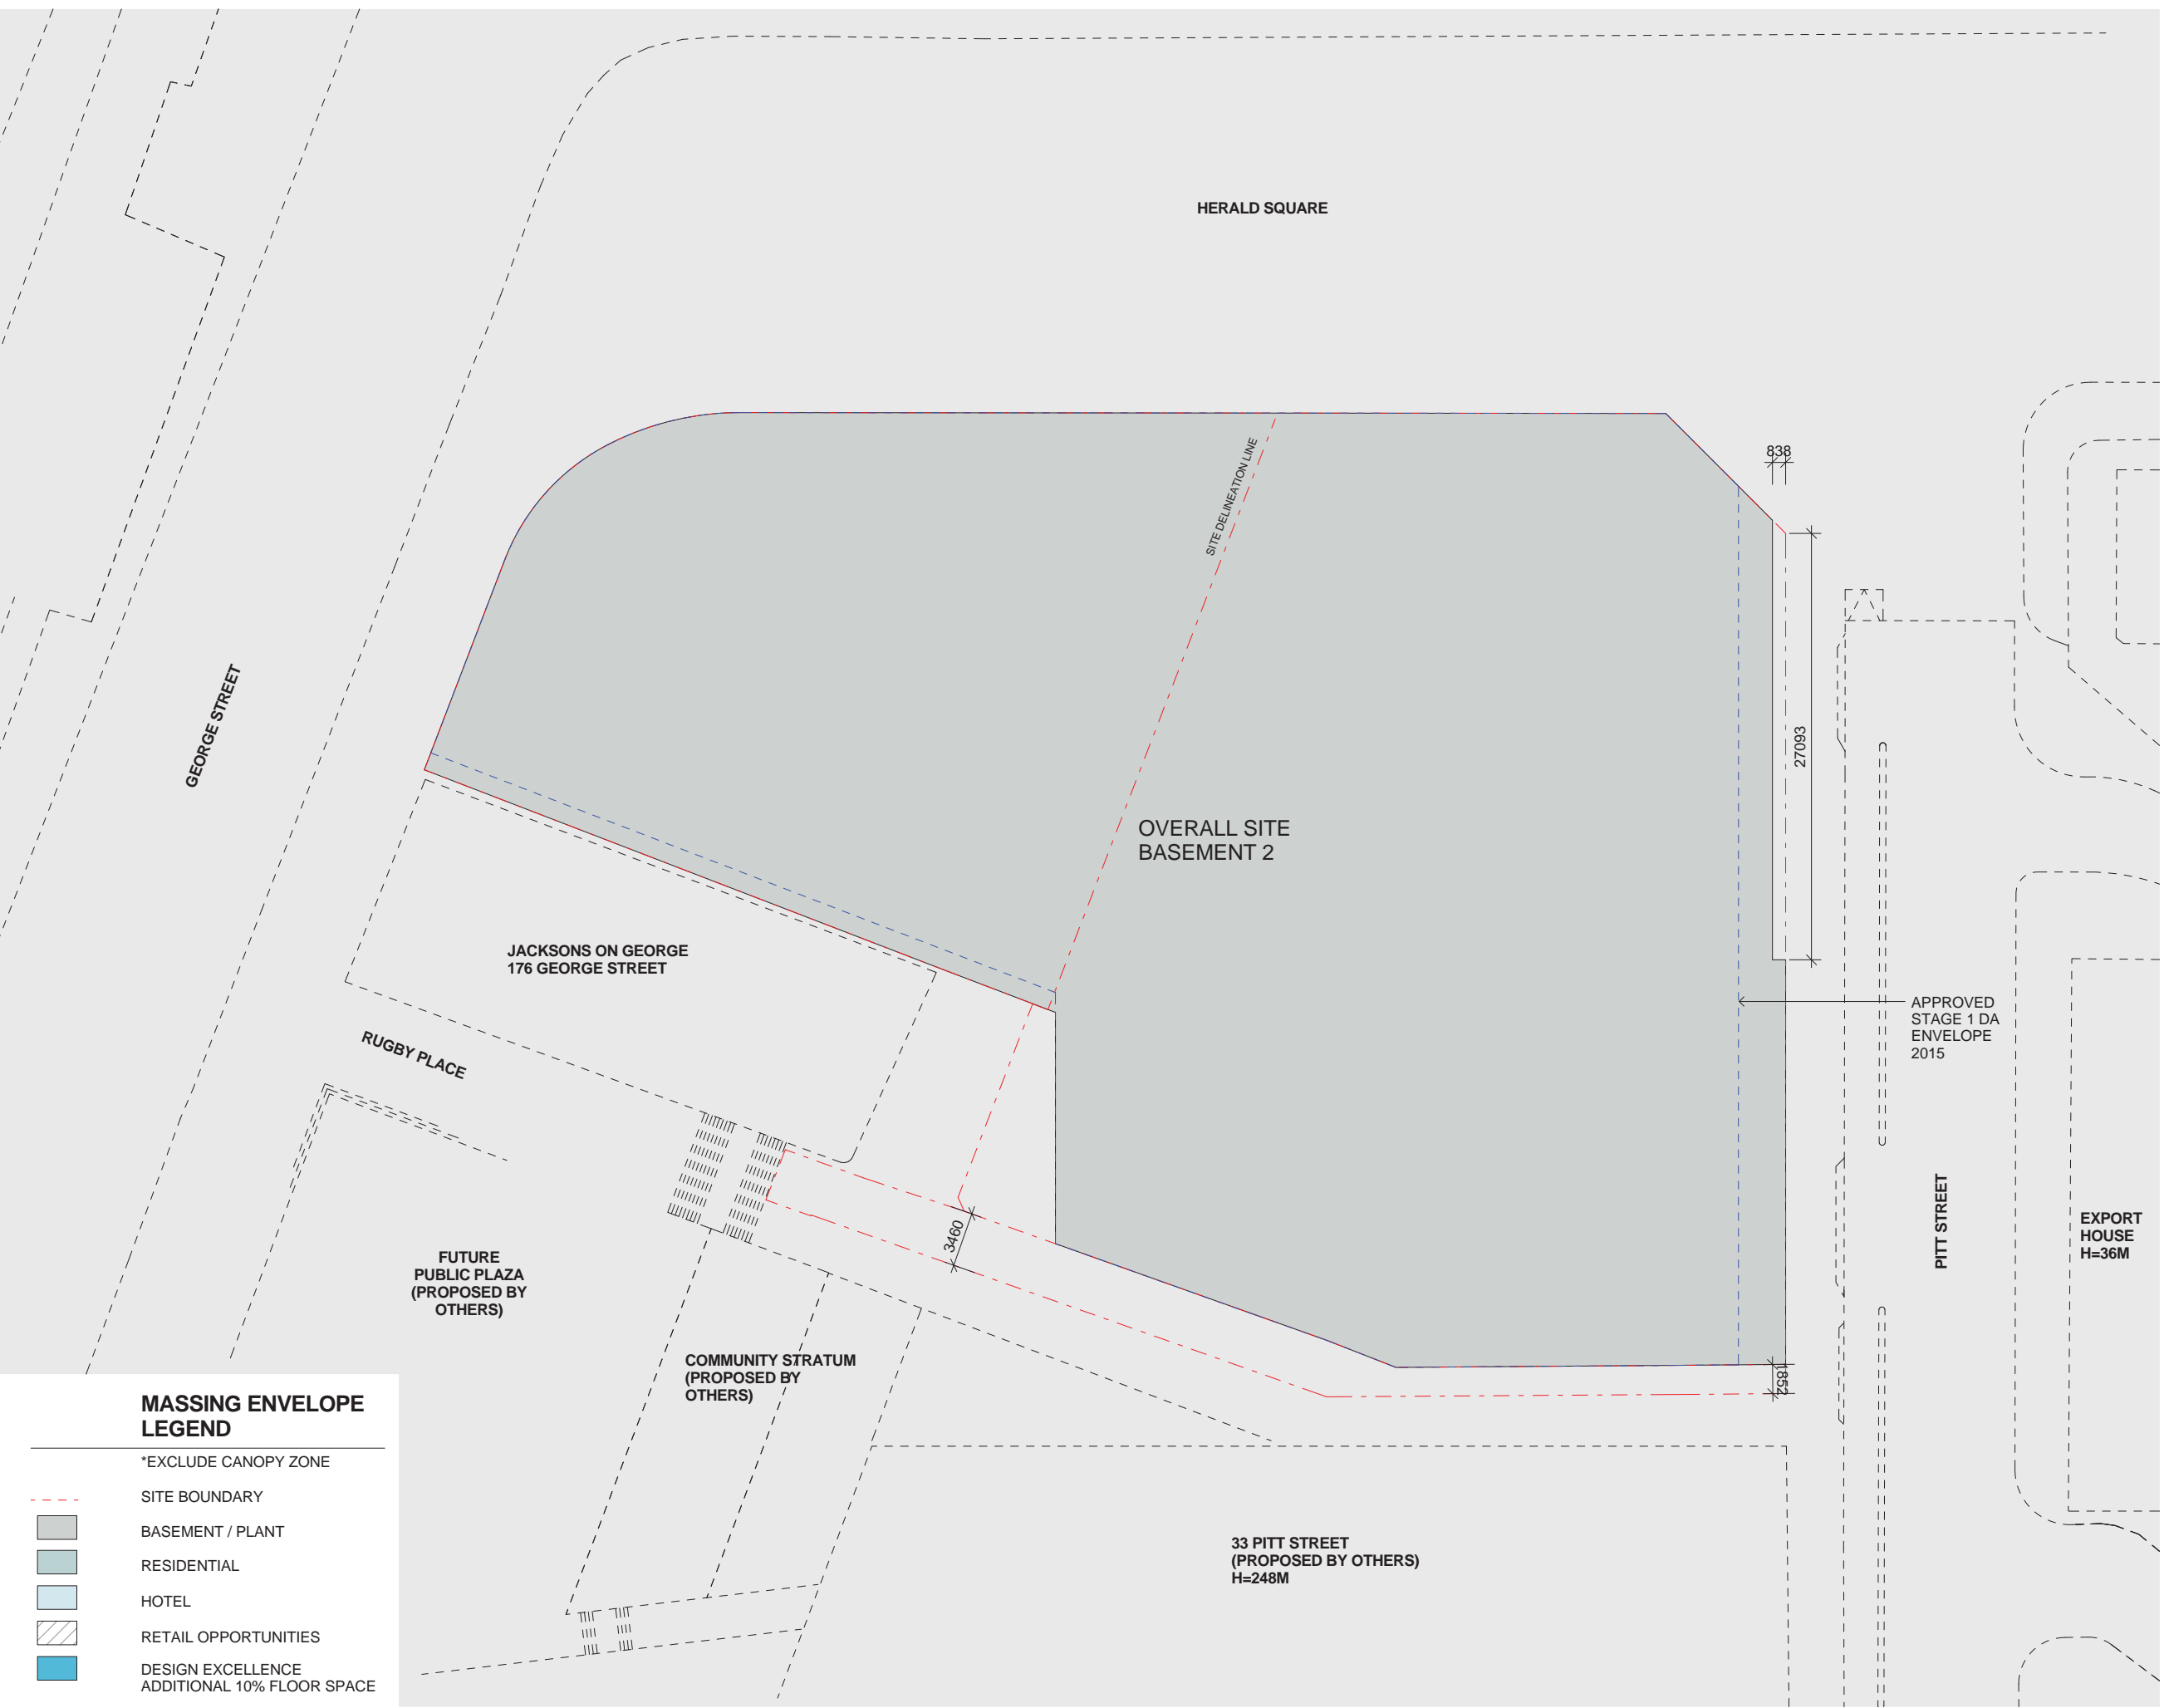 HERALD SQUARE
838
SITE DELINEATION LINE
GEORGE STREET
27093
OVERALL SITE
BASEMENT 2
JACKSONS ON GEORGE
176 GEORGE STREET
APPROVED
STAGE 1 DA
ENVELOPE
2015
RUGBY PLACE
PITT STREET
3460
EXPORT
HOUSE
H=36M
FUTURE
PUBLIC PLAZA
(PROPOSED BY
OTHERS)
COMMUNITY STRATUM
(PROPOSED BY
OTHERS)
1852
33 PITT STREET
(PROPOSED BY OTHERS)
H=248M
MASSING ENVELOPE
LEGEND
*EXCLUDE CANOPY ZONE
SITE BOUNDARY
BASEMENT / PLANT
RESIDENTIAL
HOTEL
RETAIL OPPORTUNITIES
DESIGN EXCELLENCE
ADDITIONAL 10% FLOOR SPACE